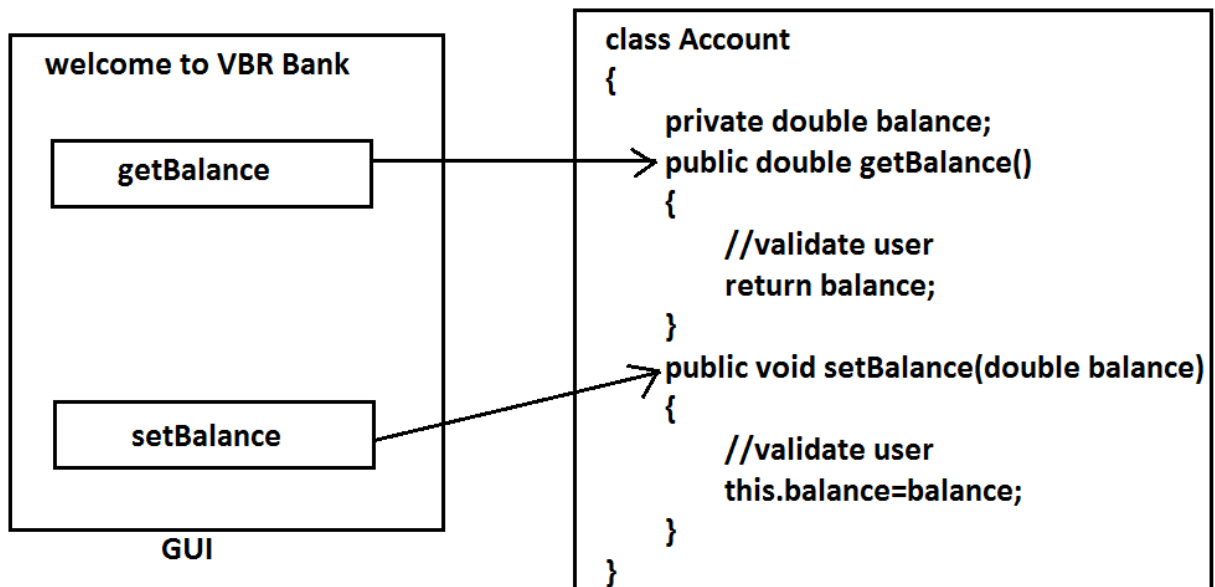 welcome to VBR Bank
getBalance
setBalance
GUI
class Account
{
private double balance;
public double getBalance()
{
//validate user
return balance;
}
public void setBalance(double balance)
{
//validate user
this.balance=balance;
}
}